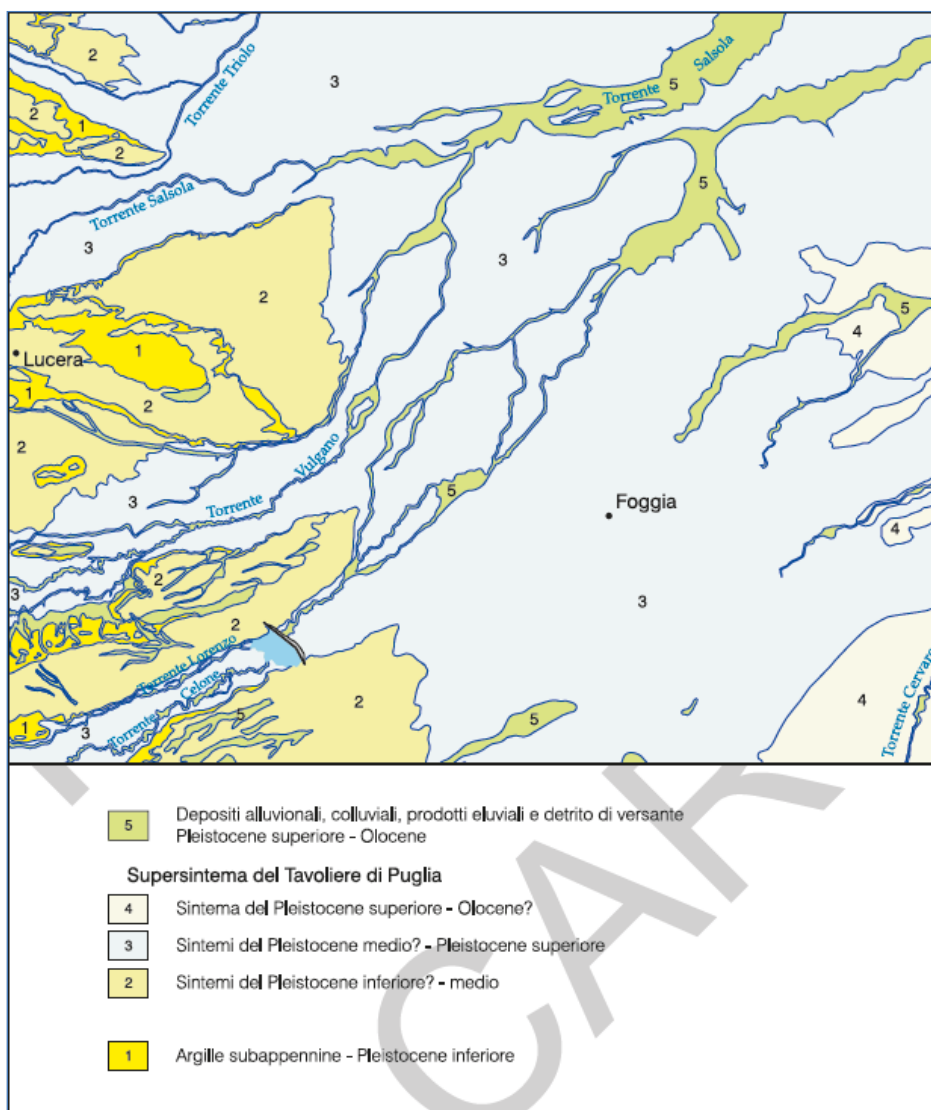 2
Torrente Triolo
3
Torrente Salsola
5
2
1
2
5
Torrente Salsola
3
3
2
5
4
1
Lucera
1
2
2
Vulgano
3
Torrente
5
Foggia
4
2
3
3
2
Torrente Lorenzo
2
4
Torrente Cervaro
Torrente Celone
5
5
1
3
5 Depositi alluvionali, colluviali, prodotti eluviali e detrito di versante
Pleistocene superiore - Olocene
Supersintema del Tavoliere di Puglia
4 Sintema del Pleistocene superiore - Olocene?
3 Sintemi del Pleistocene medio? - Pleistocene superiore
2 Sintemi del Pleistocene inferiore? - medio
1 Argille subappennine - Pleistocene inferiore
CAR